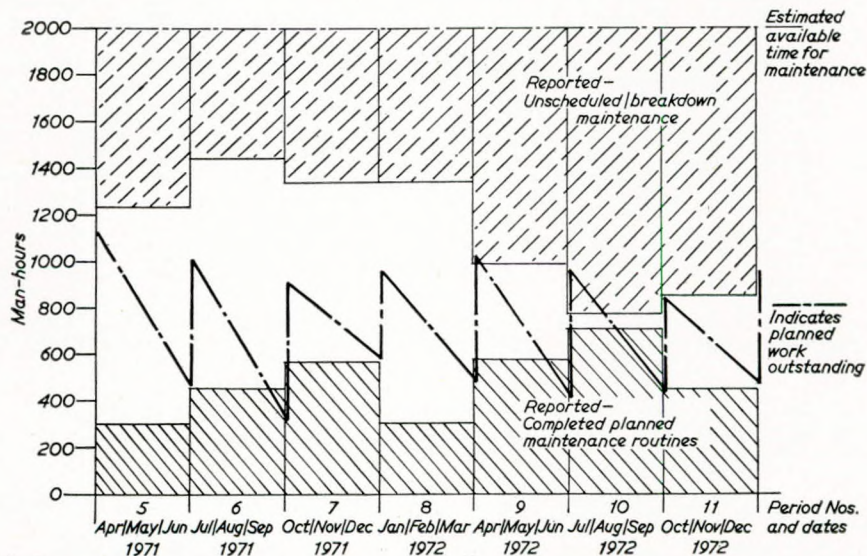 Estimated
available
time for
maintenance
2000
1800
1600
1400
1200
1000
800
600
400
200
0
Man-hours
Reported–
Unscheduled/breakdown
maintenance
Indicates
planned
work
outstanding
Reported–
Completed planned
maintenance routines
5 6 7 8 9 10 11
Period Nos.
Apr|May|Jun Jul|Aug|Sep Oct|Nov|Dec Jan|Feb|Mar Apr|May|Jun Jul|Aug|Sep Oct|Nov|Dec
and dates
1971 1971 1971 1972 1972 1972 1972